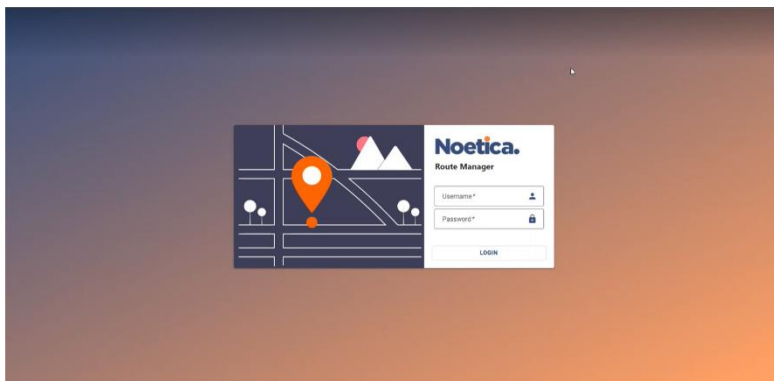 Noetica.
Route Manager
Username*
Password*
LOGIN